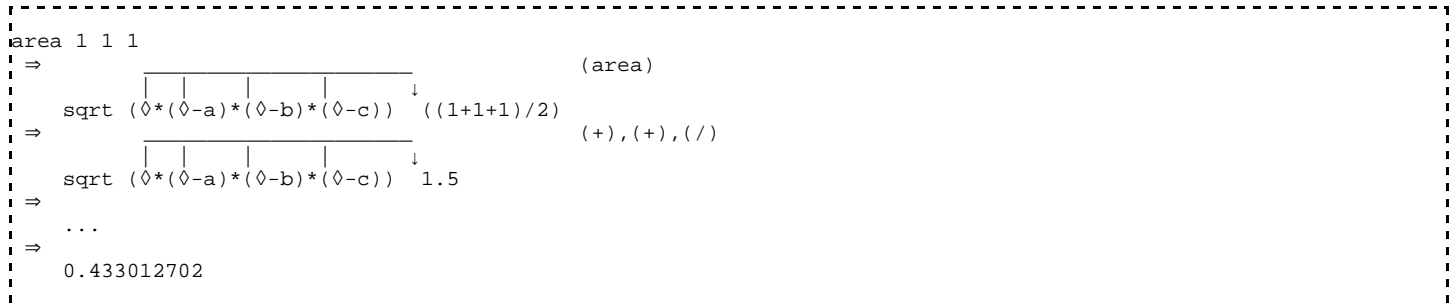 area 1 1 1
⇒ (area)
sqrt (◊*(◊-a)*(◊-b)*(◊-c)) ((1+1+1)/2)
⇒ (+),(+),(/)
sqrt (◊*(◊-a)*(◊-b)*(◊-c)) 1.5
⇒
...
⇒
0.433012702